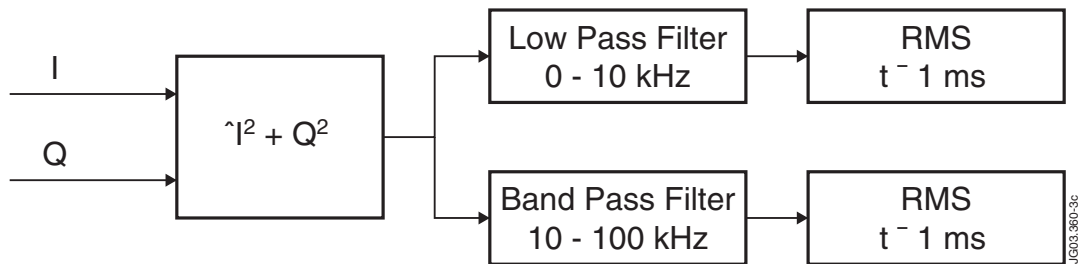 I
Q
ˆI² + Q²
Low Pass Filter
0 - 10 kHz
RMS
t ¯ 1 ms
Band Pass Filter
10 - 100 kHz
RMS
t ¯ 1 ms
JG03.360-3c